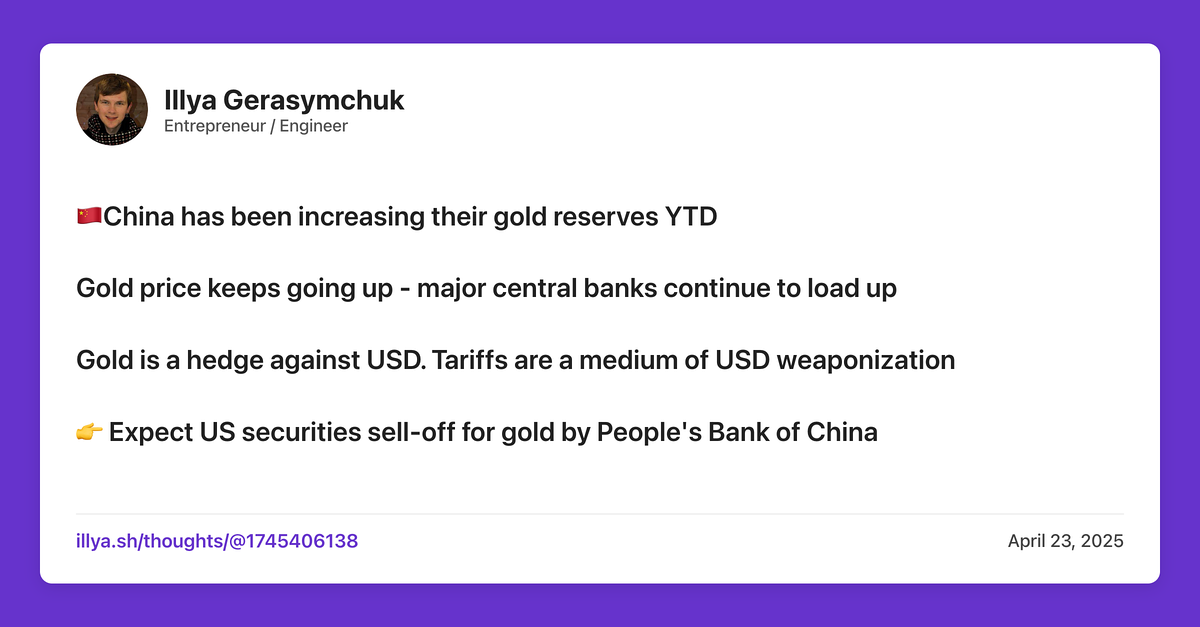 Illya Gerasymchuk
Entrepreneur / Engineer
🇨🇳China has been increasing their gold reserves YTD
Gold price keeps going up - major central banks continue to load up
Gold is a hedge against USD. Tariffs are a medium of USD weaponization
👉 Expect US securities sell-off for gold by People's Bank of China
illya.sh/thoughts/@1745406138
April 23, 2025